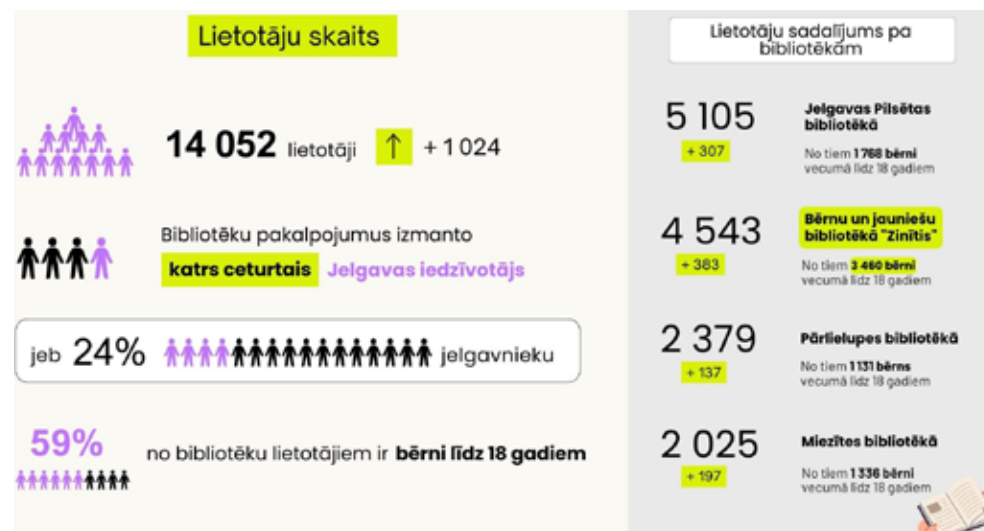 Lietotāju skaits
14 052 lietotāji ↑ + 1 024
Bibliotēku pakalpojumus izmanto
katrs ceturtais Jelgavas iedzīvotājs
jeb 24% jelgavnieku
59% no bibliotēku lietotājiem ir bērni līdz 18 gadiem
Lietotāju sadalījums pa
bibliotēkām
5 105
+ 307
Jelgavas Pilsētas
bibliotēkā
No tiem 1 768 bērni
vecumā līdz 18 gadiem
4 543
+ 383
Bērnu un jauniešu
bibliotēkā "Zinītis"
No tiem 3 460 bērni
vecumā līdz 18 gadiem
2 379
+ 137
Pārlielupes bibliotēkā
No tiem 1 131 bērns
vecumā līdz 18 gadiem
2 025
+ 197
Miezītes bibliotēkā
No tiem 1 336 bērni
vecumā līdz 18 gadiem